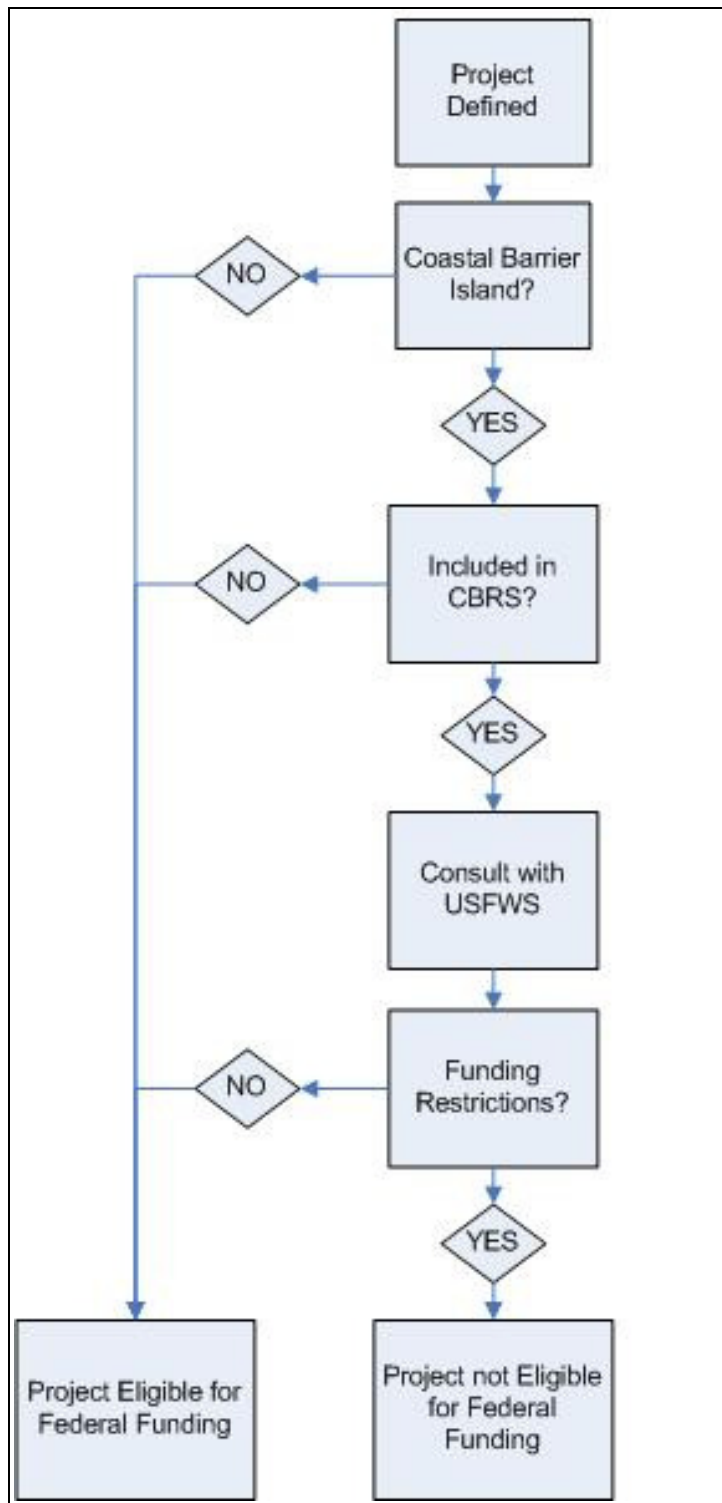 Project
Defined
Coastal Barrier
Island?
NO
YES
Included in
CBRS?
NO
YES
Consult with
USFWS
Funding
Restrictions?
NO
YES
Project Eligible for
Federal Funding
Project not Eligible
for Federal
Funding